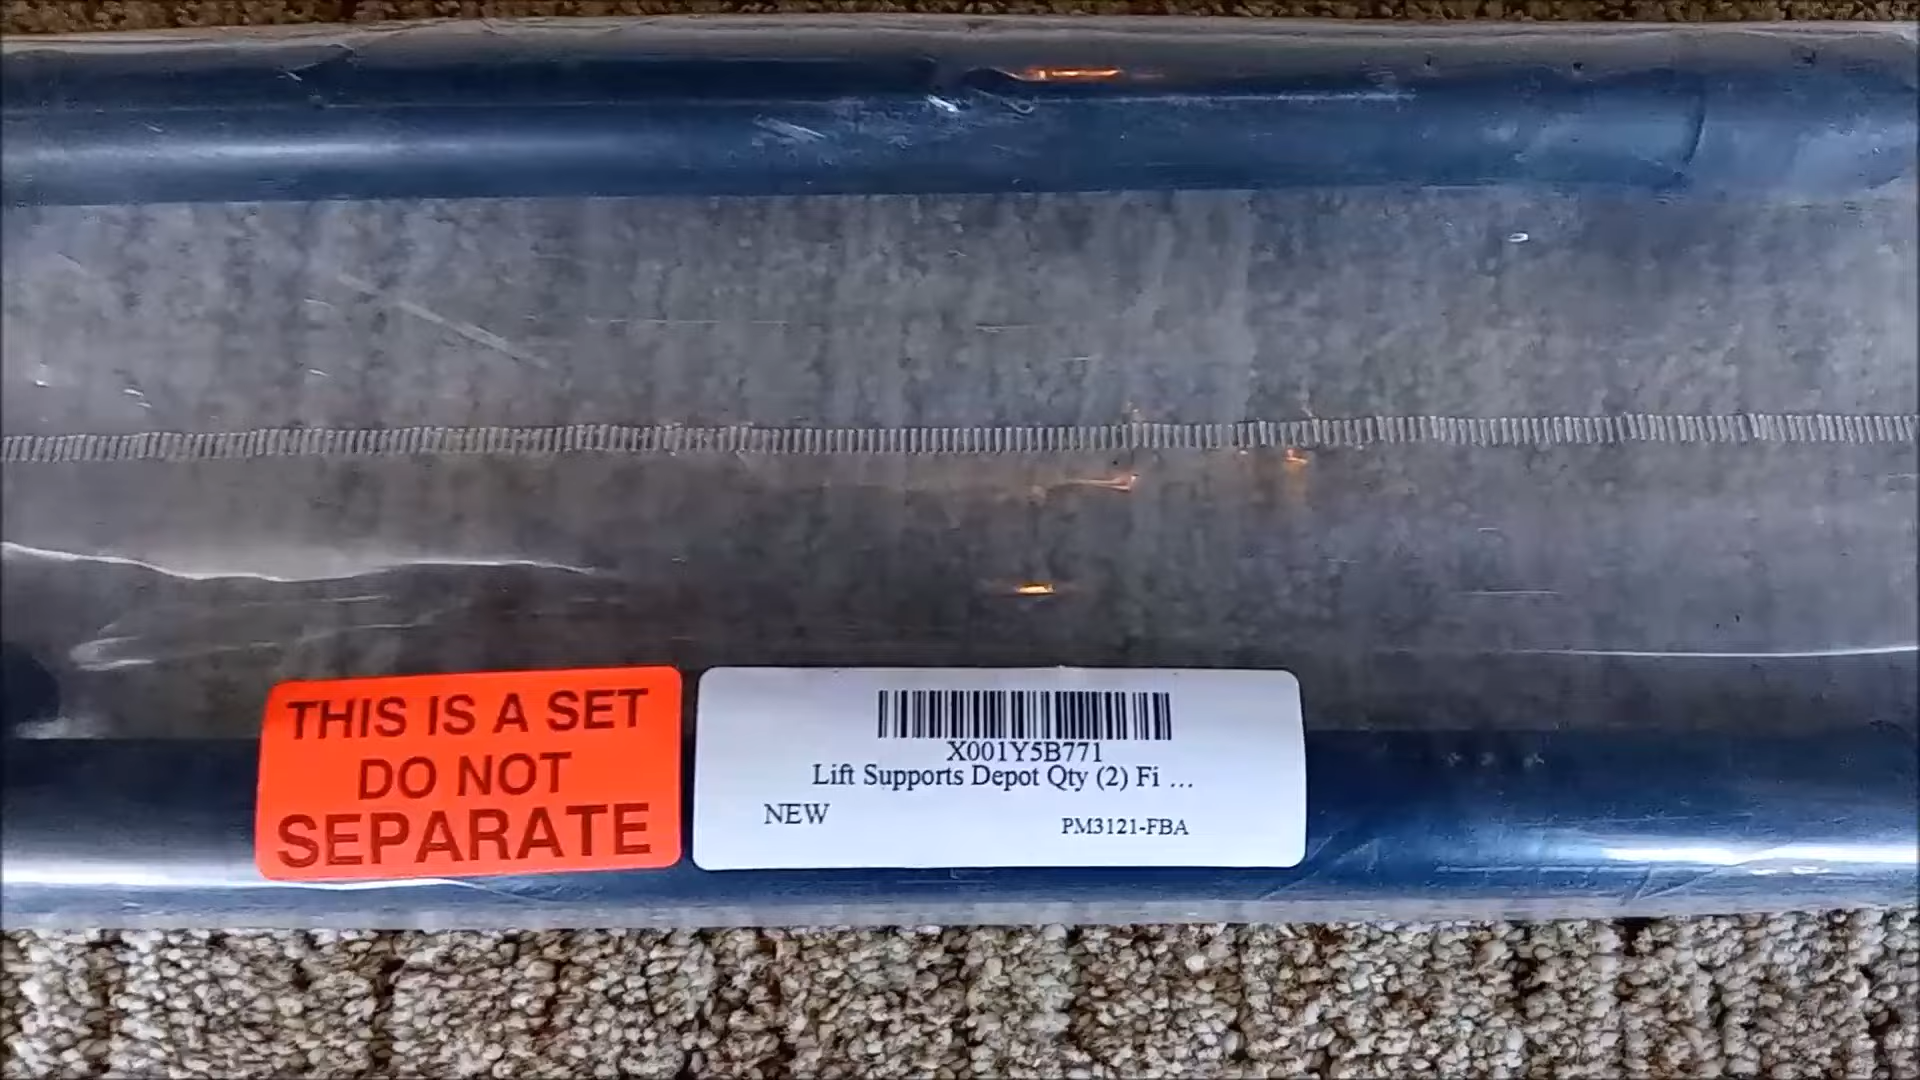 THIS IS A SET
DO NOT
SEPARATE
X001Y5B771
Lift Supports Depot Qty (2) Fi ...
NEW
PM3121-FBA